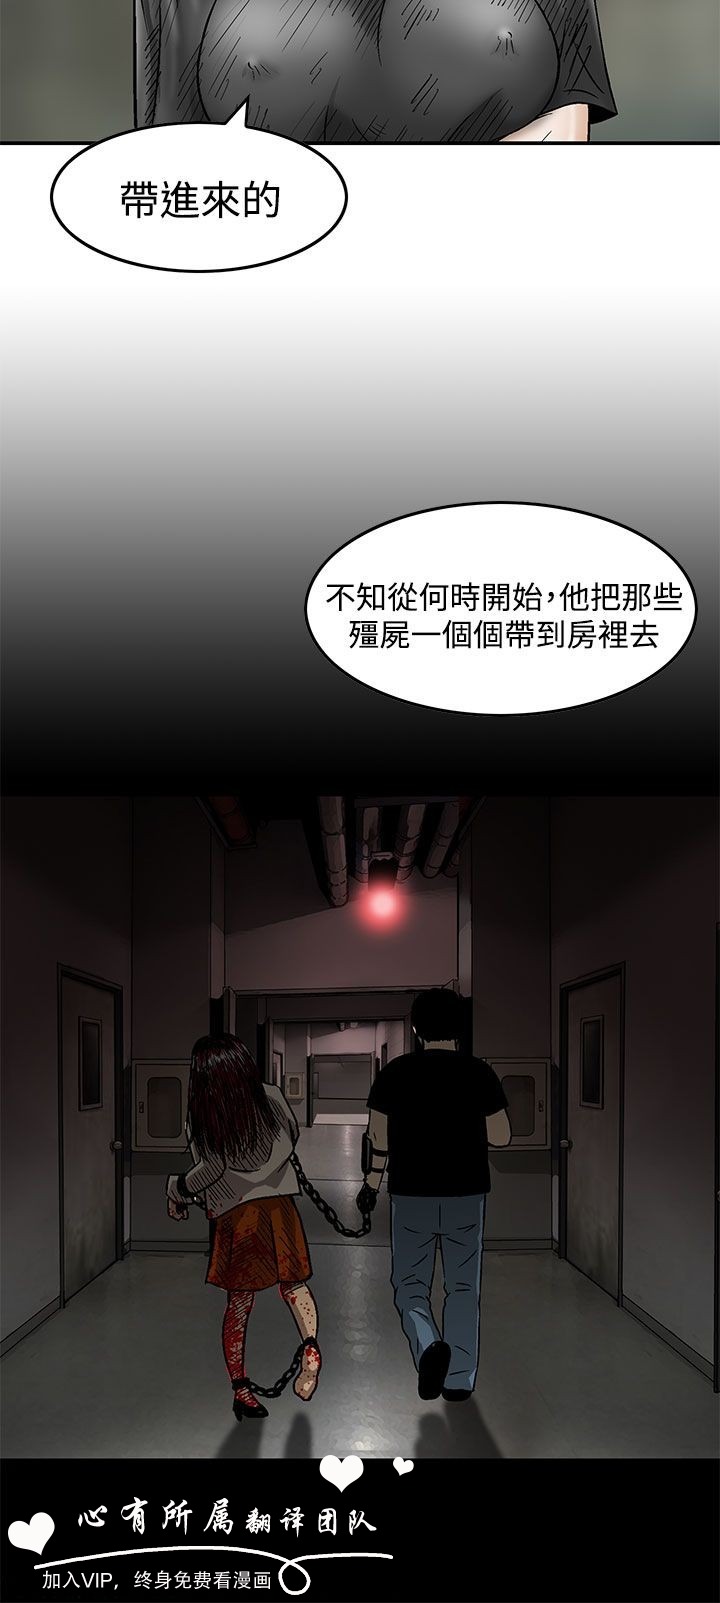 帶進來的
不知從何時開始，他把那些
殭屍一個個帶到房裡去
心有所属翻译团队
加入VIP，终身免费看漫画